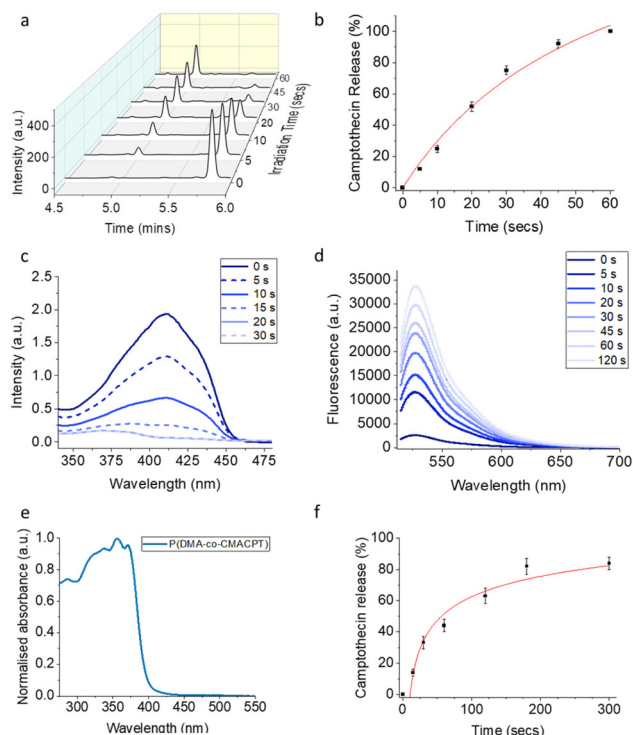 a
Intensity (a.u.)
400
200
0
4.5
5.0
5.5
6.0
Time (mins)
0
5
10
20
30
45
60
Irradiation Time (secs)
b
Camptothecin Release (%)
100
80
60
40
20
0
0 10 20 30 40 50 60
Time (secs)
c
Intensity (a.u.)
2.5
2.0
1.5
1.0
0.5
0.0
350 400 450
Wavelength (nm)
0 s
5 s
10 s
15 s
20 s
30 s
d
Fluorescence (a.u.)
35000
30000
25000
20000
15000
10000
5000
0
550 600 650 700
Wavelength (nm)
0 s
5 s
10 s
20 s
30 s
45 s
60 s
120 s
e
Normalised absorbance (a.u.)
1.0
0.8
0.6
0.4
0.2
0.0
300 350 400 450 500 550
Wavelength (nm)
P(DMA-co-CMACPT)
f
Camptothecin release (%)
100
80
60
40
20
0
0 100 200 300
Time (secs)